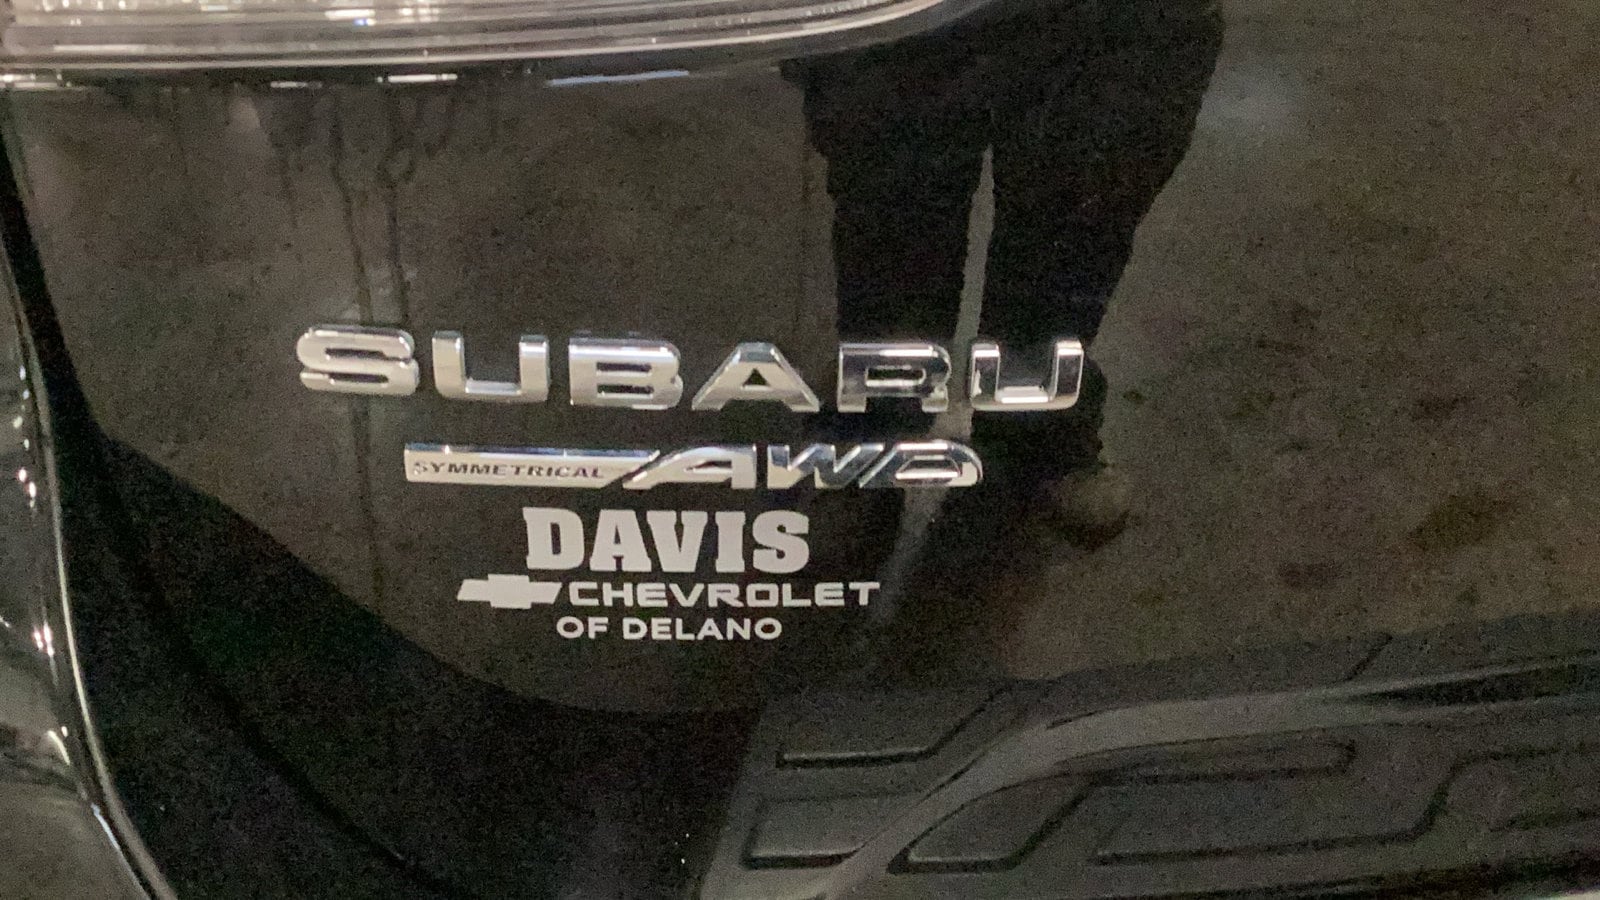 SUBARU
SYMMETRICAL AWD
DAVIS
CHEVROLET
OF DELANO